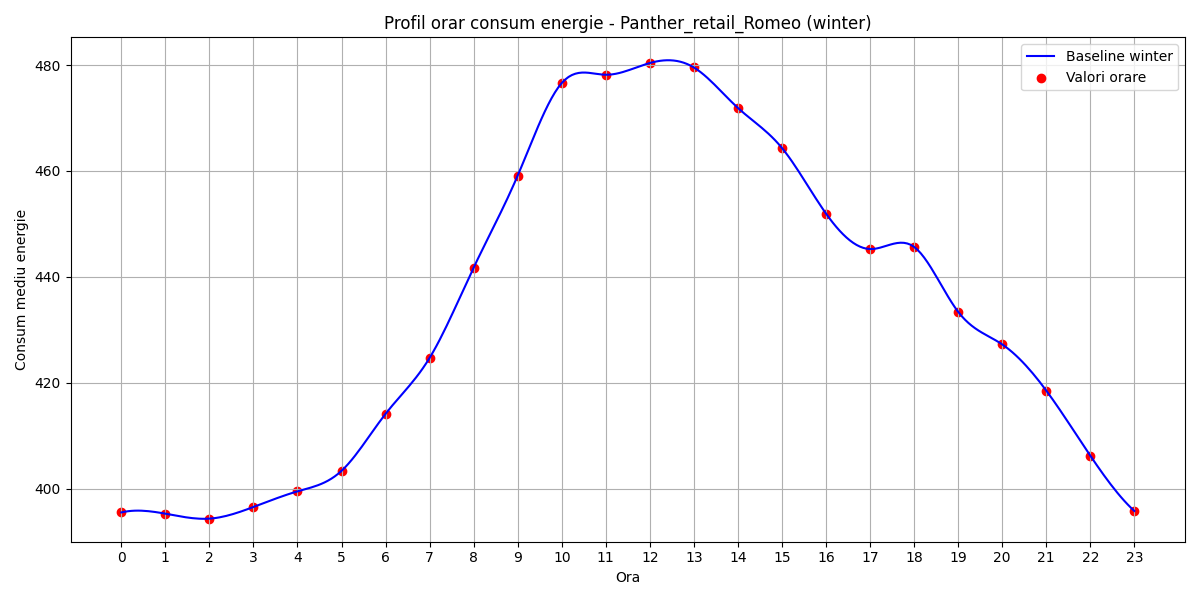 Profil orar consum energie - Panther_retail_Romeo (winter)
Baseline winter
Valori orare
Consum mediu energie
480
460
440
420
400
0 1 2 3 4 5 6 7 8 9 10 11 12 13 14 15 16 17 18 19 20 21 22 23
Ora